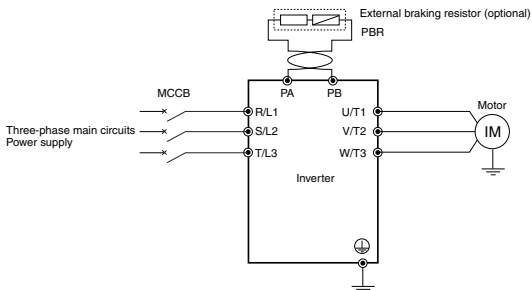 External braking resistor (optional)
PBR
PA PB
MCCB
R/L1 U/T1
Motor
Three-phase main circuits
Power supply
S/L2 V/T2
IM
T/L3 W/T3
Inverter